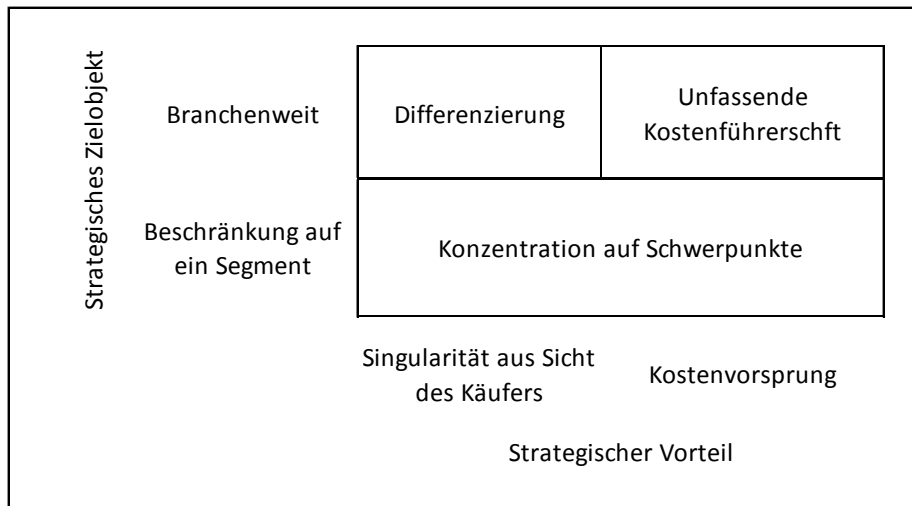 Strategisches Zielobjekt
Branchenweit
Differenzierung
Unfassende
Kostenführerschft
Beschränkung auf
ein Segment
Konzentration auf Schwerpunkte
Singularität aus Sicht
des Käufers
Kostenvorsprung
Strategischer Vorteil